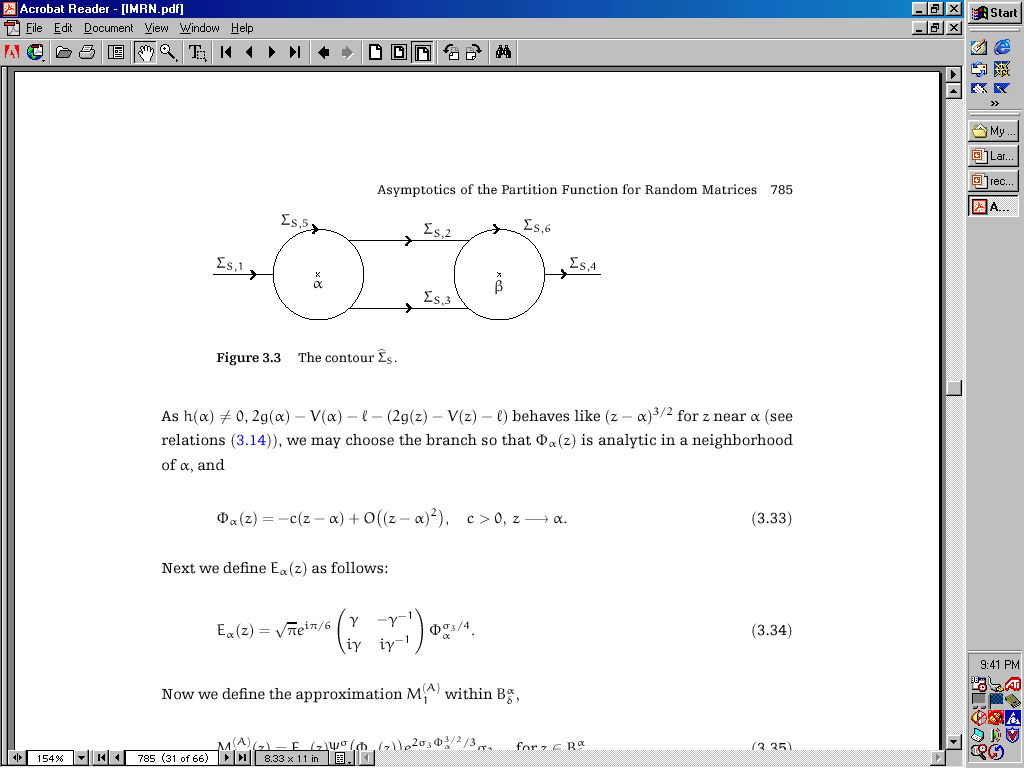 Acrobat Reader - [IMRN.pdf]
Start
File Edit Document View Window Help
Asymptotics of the Partition Function for Random Matrices 785
Σ_{S,5} Σ_{S,2} Σ_{S,6}
Σ_{S,1} Σ_{S,4}
α β
Σ_{S,3}
Figure 3.3 The contour Σ̂_S.
As h(α) ≠ 0, 2g(α) − V(α) − ℓ − (2g(z) − V(z) − ℓ) behaves like (z − α)^{3/2} for z near α (see
relations (3.14)), we may choose the branch so that Φ_α(z) is analytic in a neighborhood
of α, and
Φ_α(z) = −c(z − α) + O((z − α)^2), c > 0, z ⟶ α. (3.33)
Next we define E_α(z) as follows:
E_α(z) = √π e^{iπ/6} (γ −γ^{−1}
iγ iγ^{−1}) Φ_α^{σ_3/4}. (3.34)
Now we define the approximation M_1^{(A)} within B_δ^α,
»
My ...
Lar...
rec...
A...
9:41 PM
154% 785 (31 of 66) 8.33 x 11 in